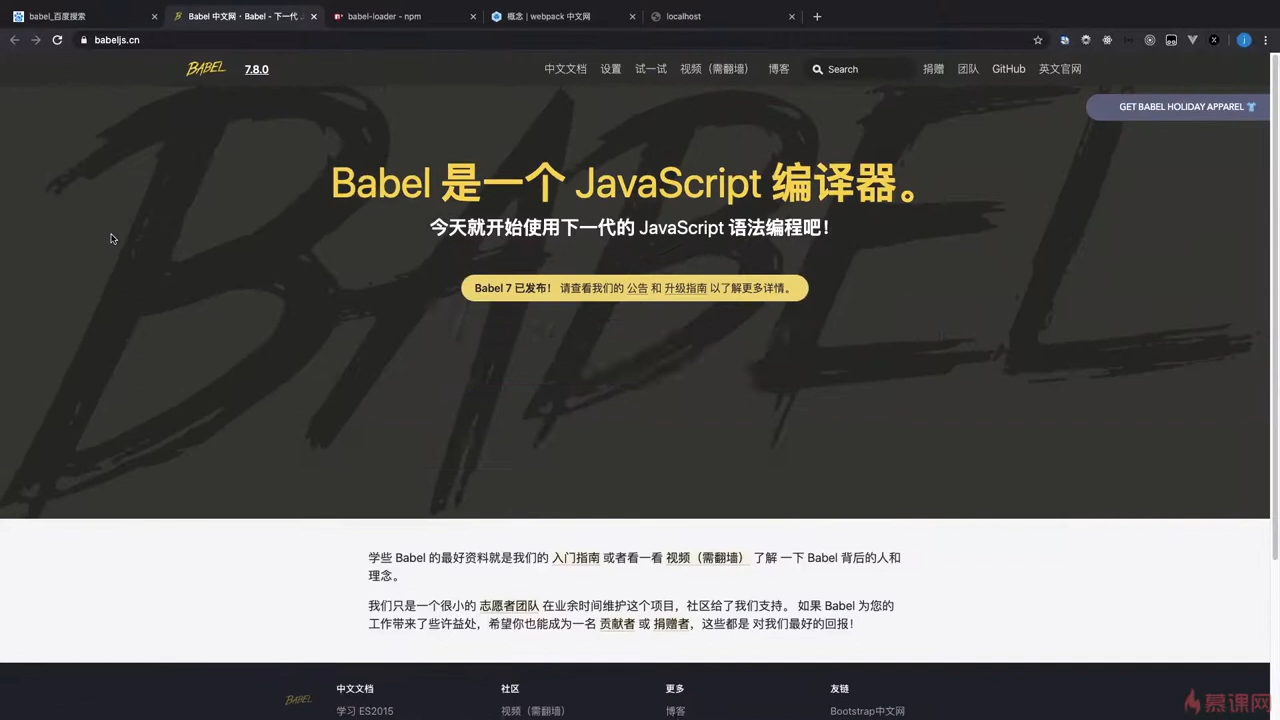 babel_百度搜索
Babel 中文网 · Babel - 下一代
babel-loader - npm
概念 | webpack 中文网
localhost
babeljs.cn
BABEL
7.8.0
中文文档
设置
试一试
视频（需翻墙）
博客
Search
捐赠
团队
GitHub
英文官网
GET BABEL HOLIDAY APPAREL
BABEL
Babel 是一个 JavaScript 编译器。
今天就开始使用下一代的 JavaScript 语法编程吧！
Babel 7 已发布！ 请查看我们的 公告 和 升级指南 以了解更多详情。
学些 Babel 的最好资料就是我们的 入门指南 或者看一看 视频（需翻墙） 了解 一下 Babel 背后的人和
理念。
我们只是一个很小的 志愿者团队 在业余时间维护这个项目，社区给了我们支持。 如果 Babel 为您的
工作带来了些许益处，希望你也能成为一名 贡献者 或 捐赠者，这些都是 对我们最好的回报！
BABEL
中文文档
社区
更多
友链
学习 ES2015
视频（需翻墙）
博客
Bootstrap中文网
慕课网